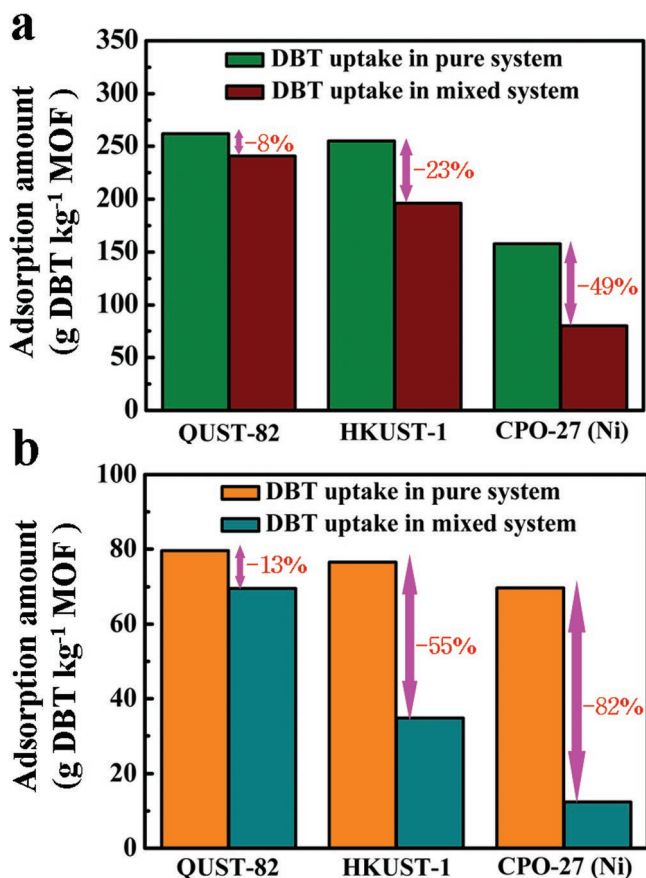 a
Adsorption amount
(g DBT kg⁻¹ MOF)
350
300
250
200
150
100
50
0
DBT uptake in pure system
DBT uptake in mixed system
-8%
-23%
-49%
QUST-82 HKUST-1 CPO-27 (Ni)
b
Adsorption amount
(g DBT kg⁻¹ MOF )
100
80
60
40
20
0
DBT uptake in pure system
DBT uptake in mixed system
-13%
-55%
-82%
QUST-82 HKUST-1 CPO-27 (Ni)